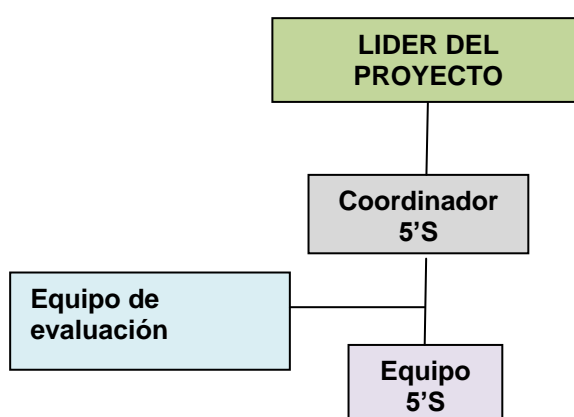 LIDER DEL
PROYECTO
Coordinador
5'S
Equipo de
evaluación
Equipo
5'S